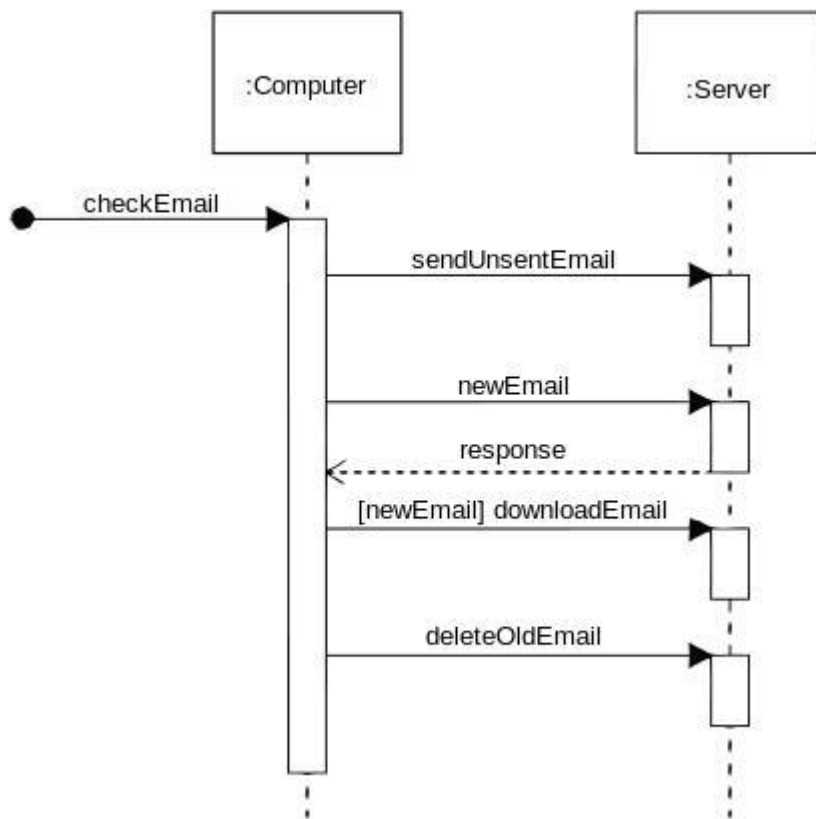 :Computer
:Server
checkEmail
sendUnsentEmail
newEmail
response
[newEmail] downloadEmail
deleteOldEmail